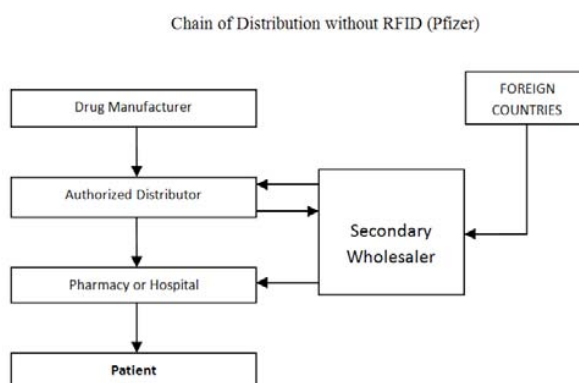 Chain of Distribution without RFID (Pfizer)
Drug Manufacturer
FOREIGN
COUNTRIES
Authorized Distributor
Secondary
Wholesaler
Pharmacy or Hospital
Patient